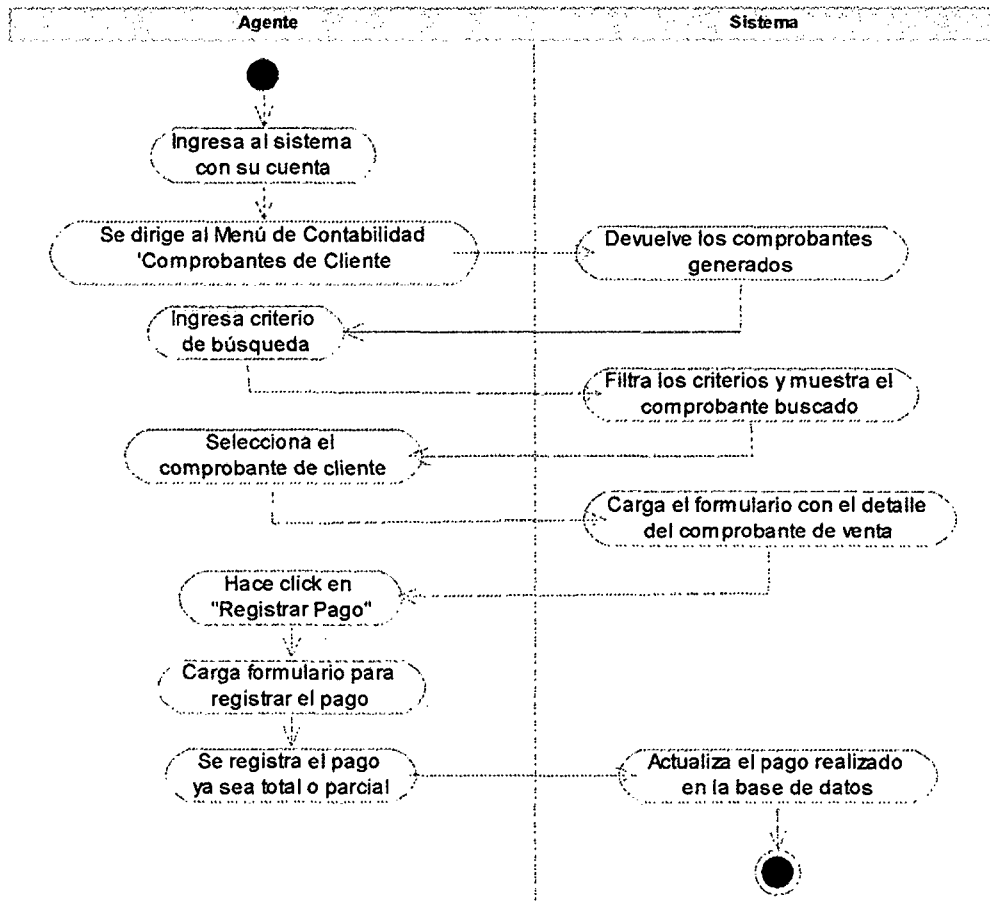 Agente
Sistema
Ingresa al sistema
con su cuenta
Se dirige al Menú de Contabilidad
'Comprobantes de Cliente
Devuelve los comprobantes
generados
Ingresa criterio
de búsqueda
Filtra los criterios y muestra el
comprobante buscado
Selecciona el
comprobante de cliente
Carga el formulario con el detalle
del comprobante de venta
Hace click en
"Registrar Pago"
Carga formulario para
registrar el pago
Se registra el pago
ya sea total o parcial
Actualiza el pago realizado
en la base de datos